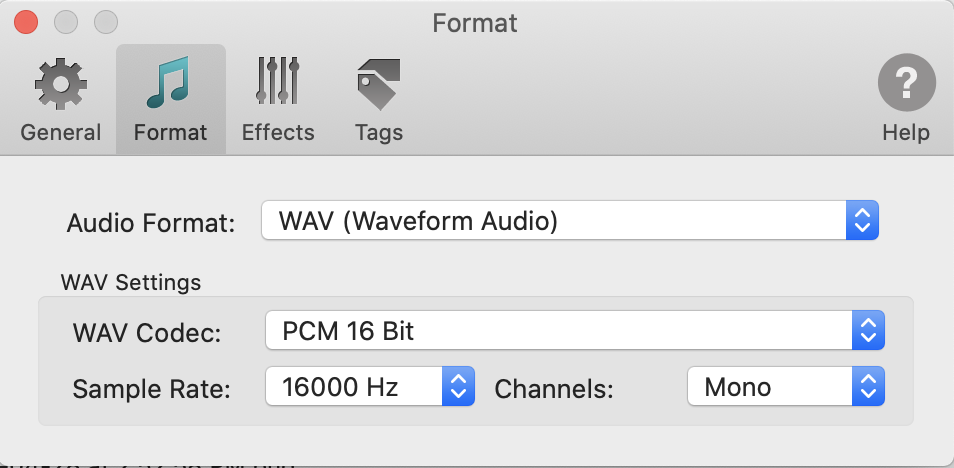 Format
General Format Effects Tags Help
Audio Format: WAV (Waveform Audio)
WAV Settings
WAV Codec: PCM 16 Bit
Sample Rate: 16000 Hz Channels: Mono